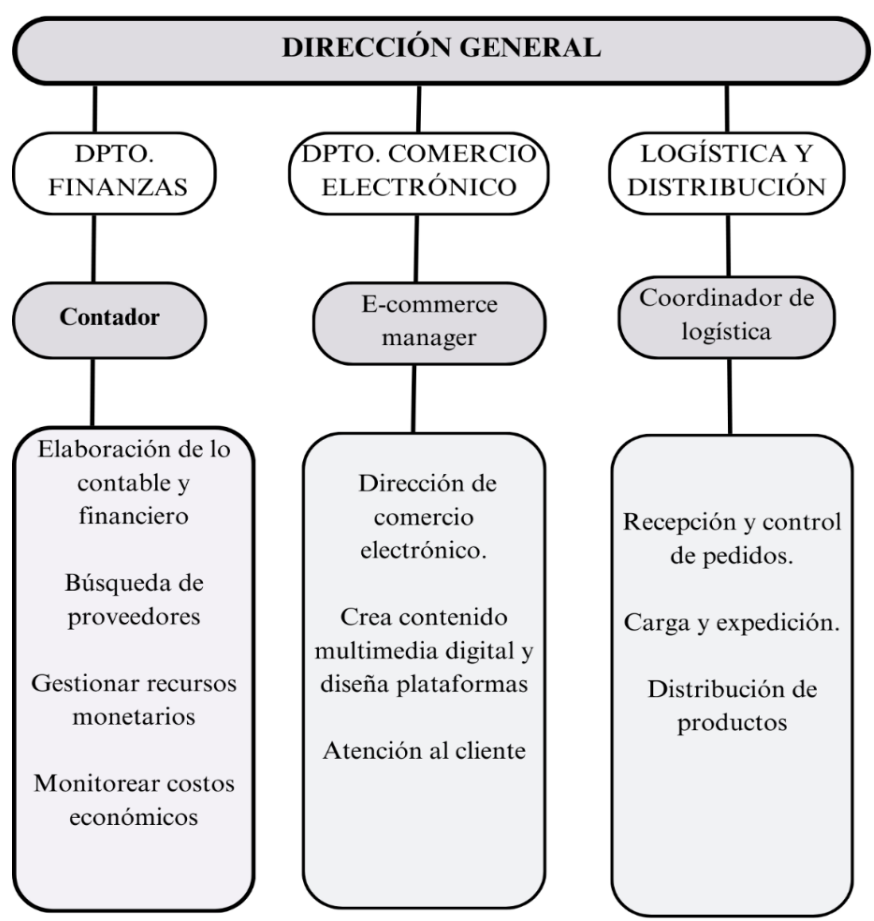 DIRECCIÓN GENERAL
DPTO.
FINANZAS
Contador
Elaboración de lo
contable y
financiero
Búsqueda de
proveedores
Gestionar recursos
monetarios
Monitorear costos
económicos
DPTO. COMERCIO
ELECTRÓNICO
E-commerce
manager
Dirección de
comercio
electrónico.
Crea contenido
multimedia digital y
diseña plataformas
Atención al cliente
LOGÍSTICA Y
DISTRIBUCIÓN
Coordinador de
logística
Recepción y control
de pedidos.
Carga y expedición.
Distribución de
productos